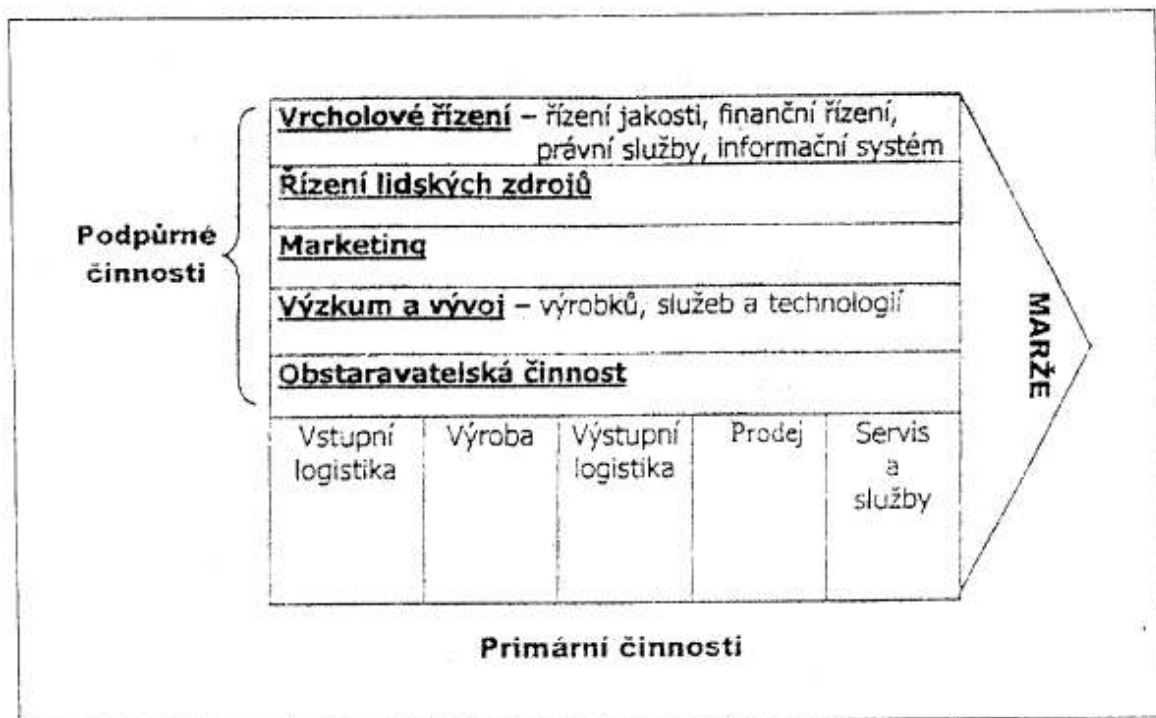 Vrcholové řízení – řízení jakosti, finanční řízení,
právní služby, informační systém
Řízení lidských zdrojů
Podpůrné
činnosti
Marketing
Výzkum a vývoj – výrobků, služeb a technologií
Obstaravatelská činnost
MARŽE
Vstupní
logistika
Výroba
Výstupní
logistika
Prodej
Servis
a
služby
Primární činnosti